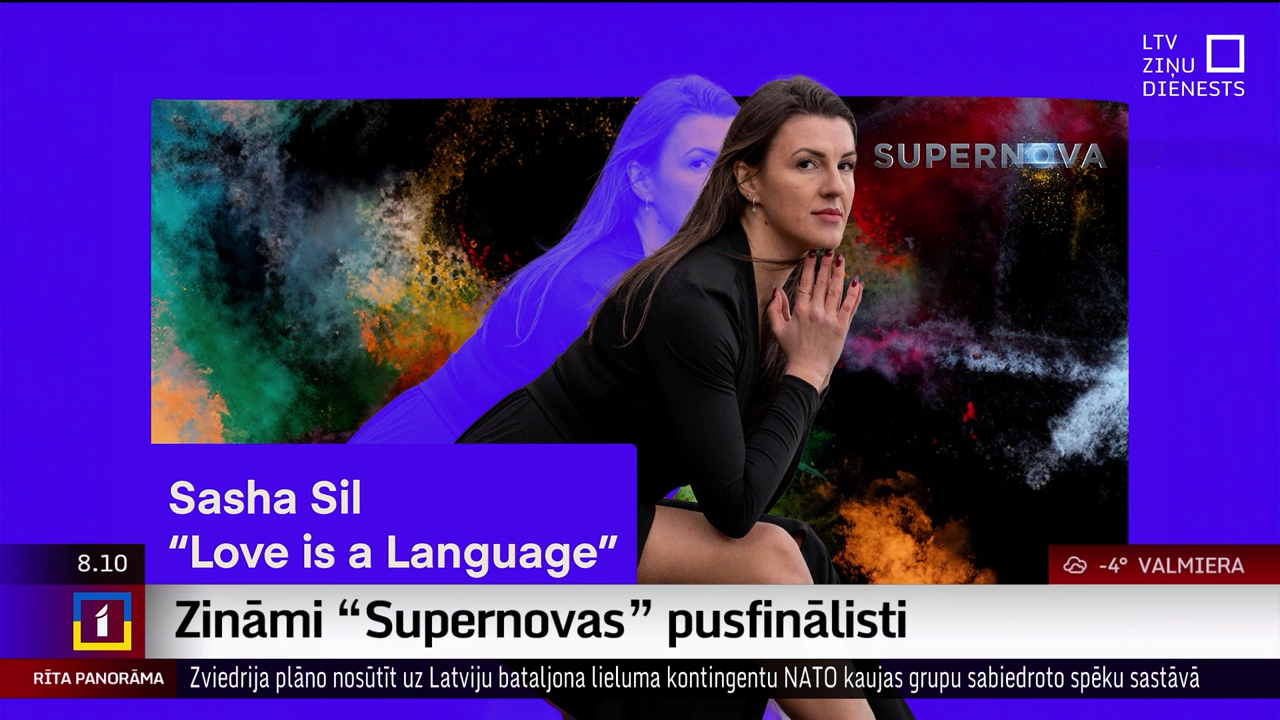 LTV
ZIŅU
DIENESTS
SUPERNOVA
Sasha Sil
“Love is a Language”
8.10
-4° VALMIERA
1
Zināmi “Supernovas” pusfinālisti
RĪTA PANORĀMA
Zviedrija plāno nosūtīt uz Latviju bataljona lieluma kontingentu NATO kaujas grupu sabiedroto spēku sastāvā